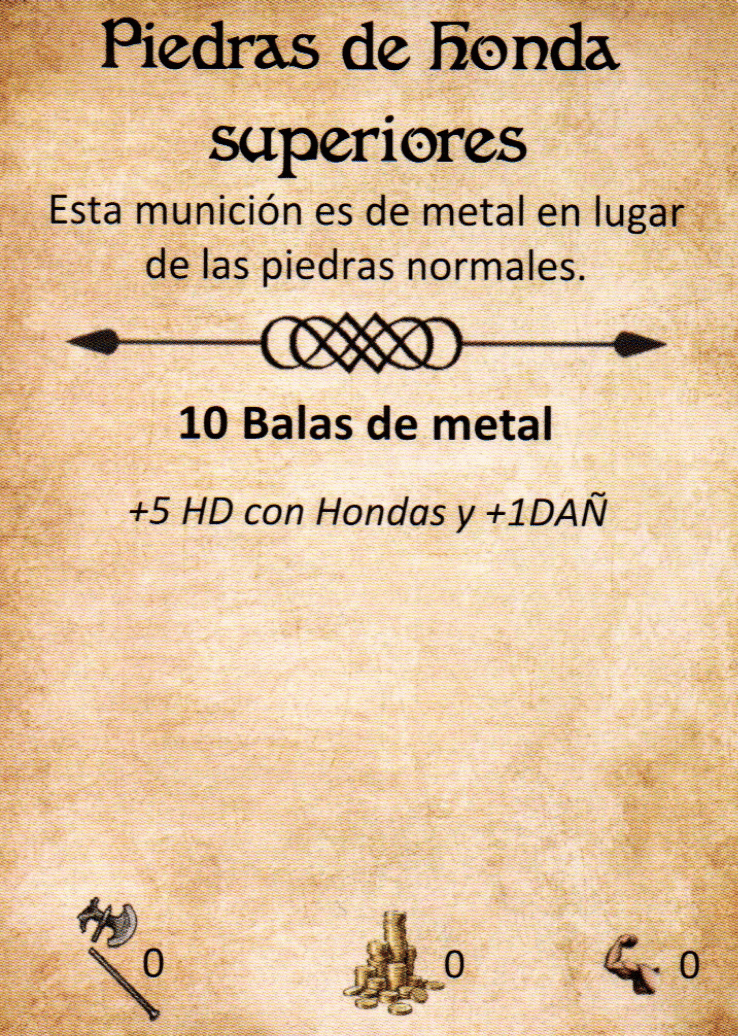 Piedras de Honda
superiores
Esta munición es de metal en lugar
de las piedras normales.
10 Balas de metal
+5 HD con Hondas y +1DAÑ
0 0 0